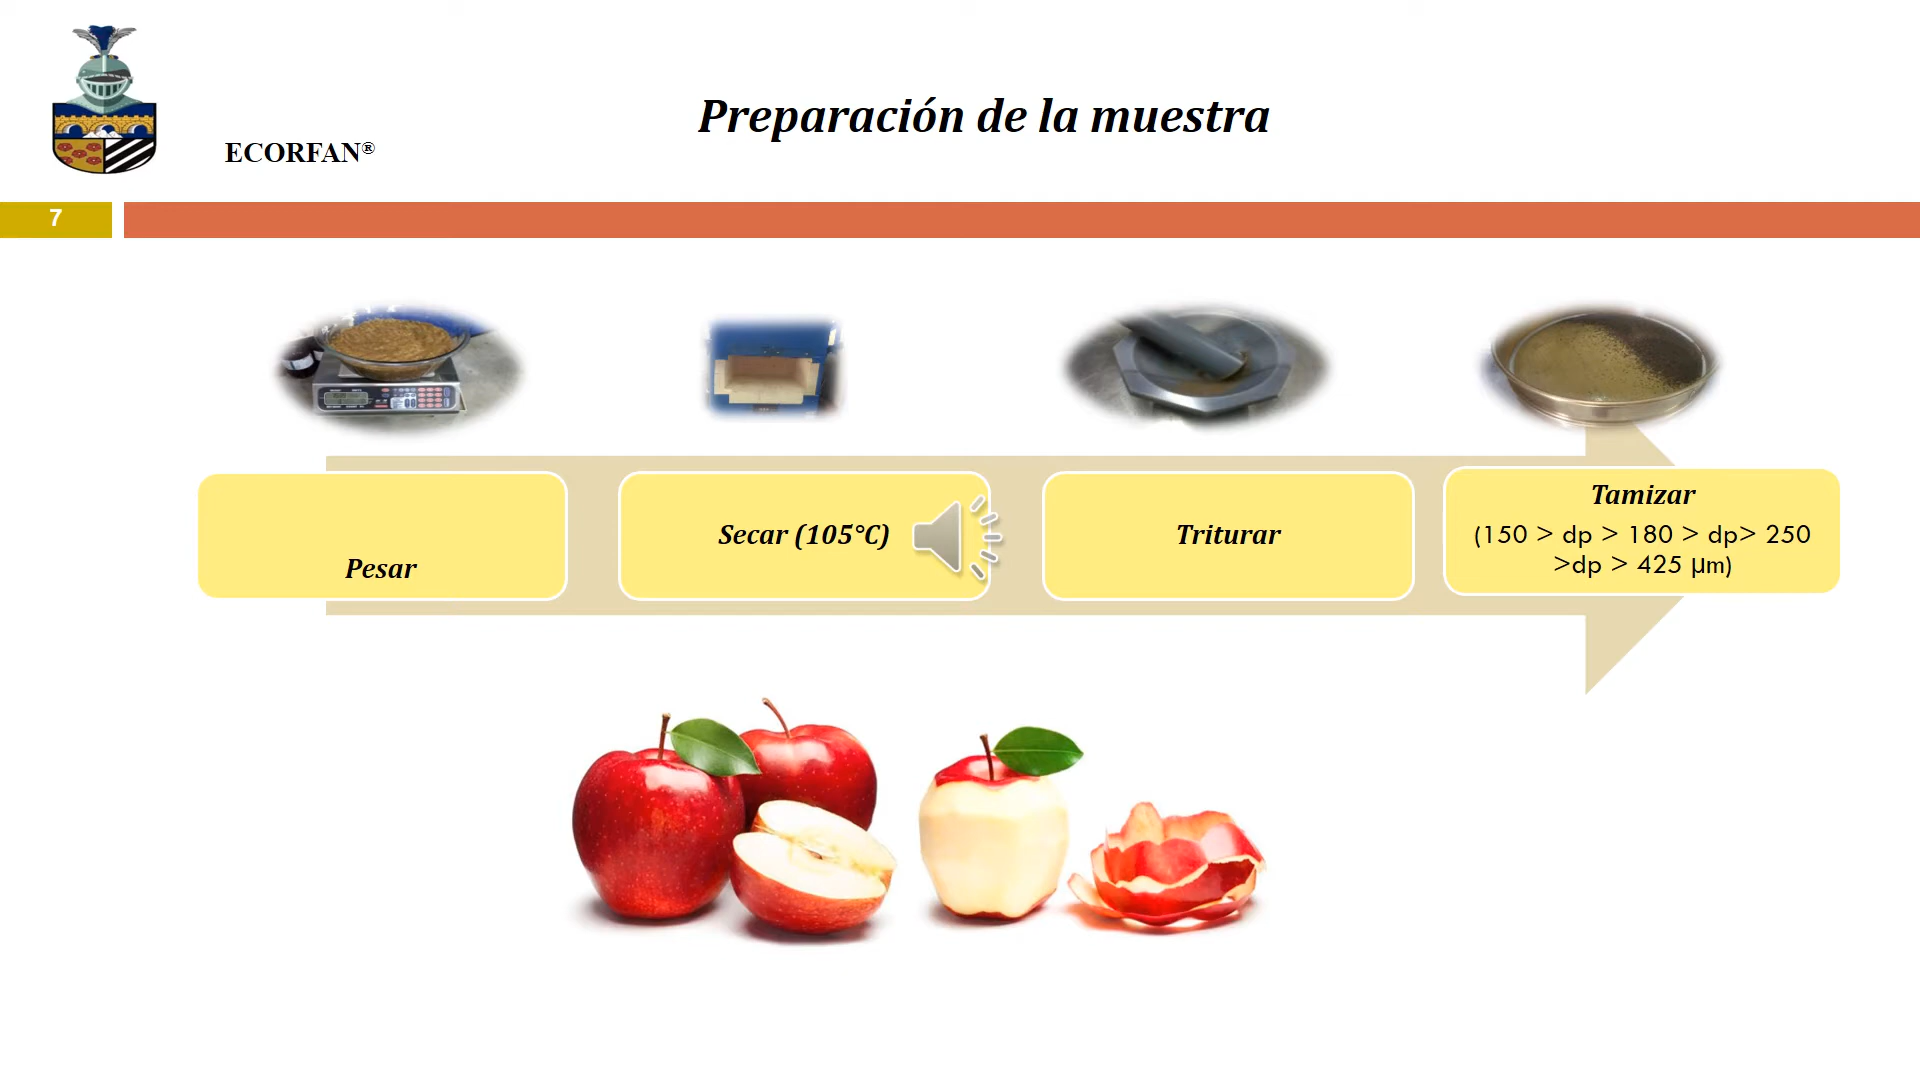 Preparación de la muestra
ECORFAN®
7
Pesar
Secar (105°C)
Triturar
Tamizar
(150 > dp > 180 > dp> 250
>dp > 425 µm)